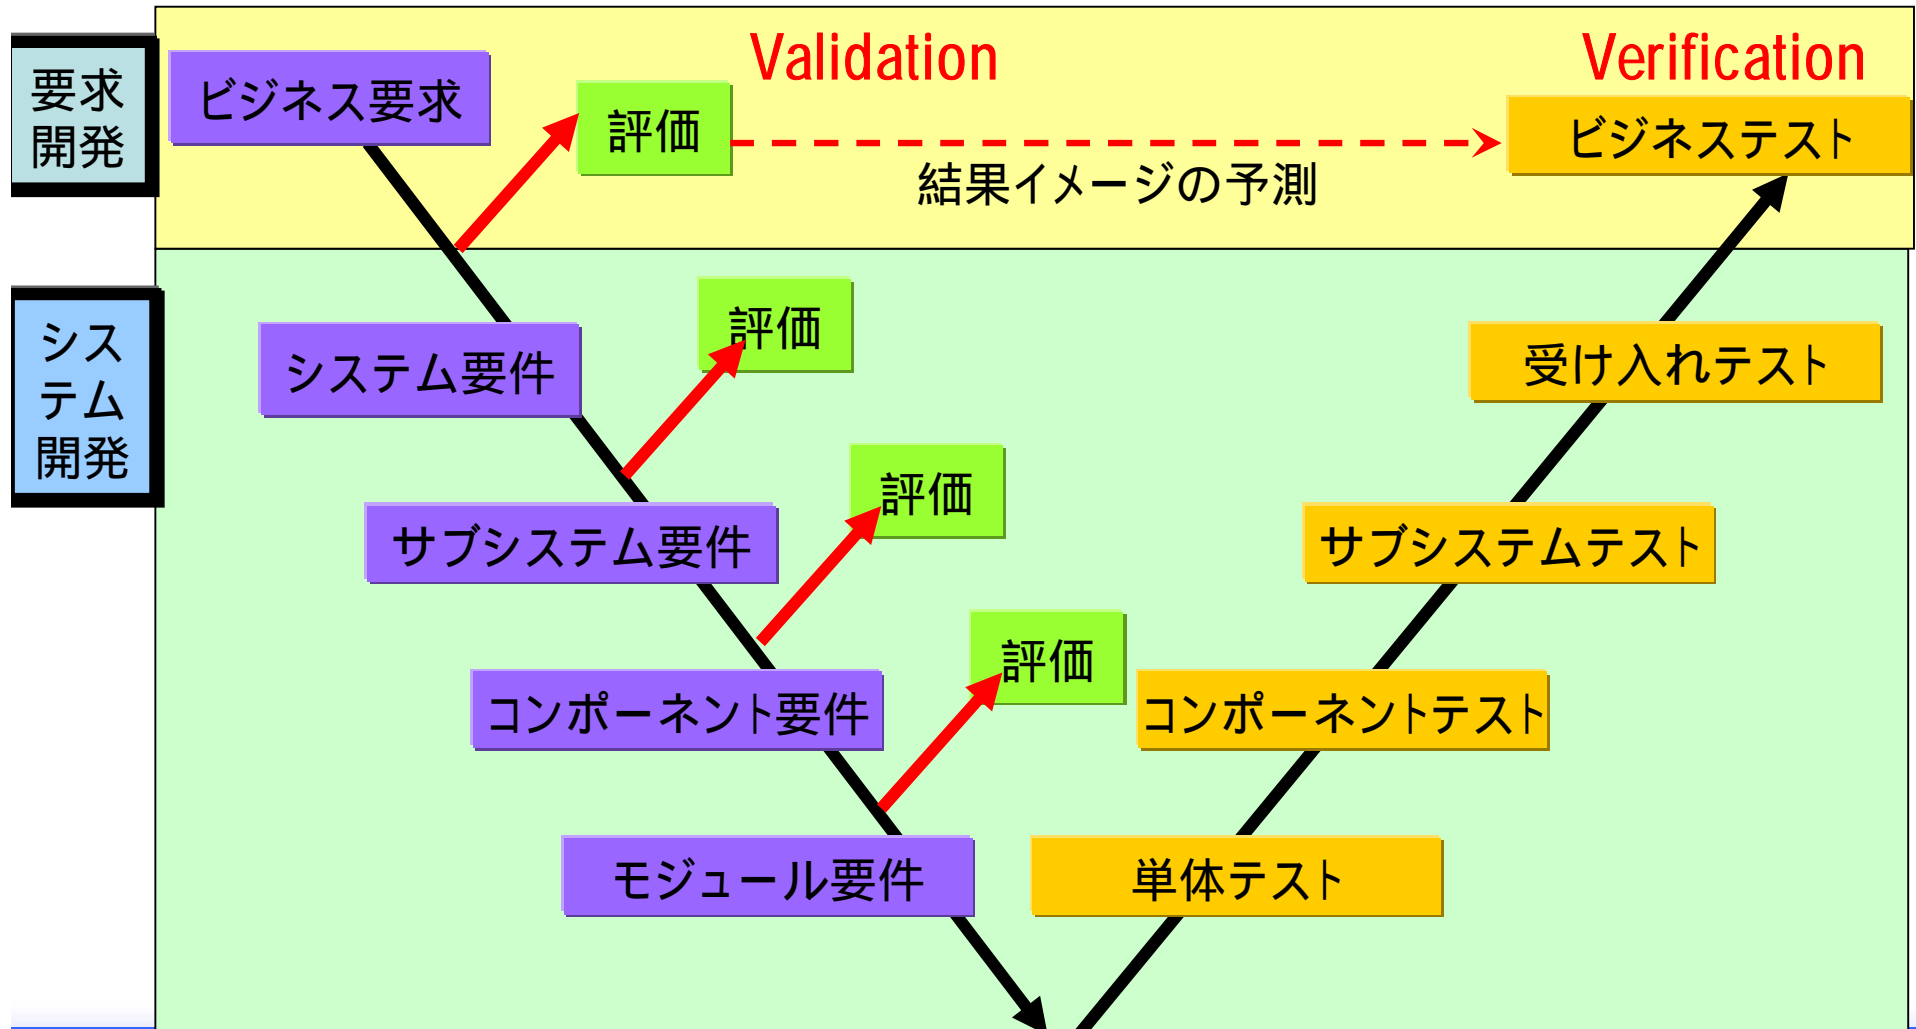 要求
開発
ビジネス要求
評価
Validation
結果イメージの予測
Verification
ビジネステスト
シス
テム
開発
システム要件
評価
受け入れテスト
サブシステム要件
評価
サブシステムテスト
コンポーネント要件
評価
コンポーネントテスト
モジュール要件
単体テスト